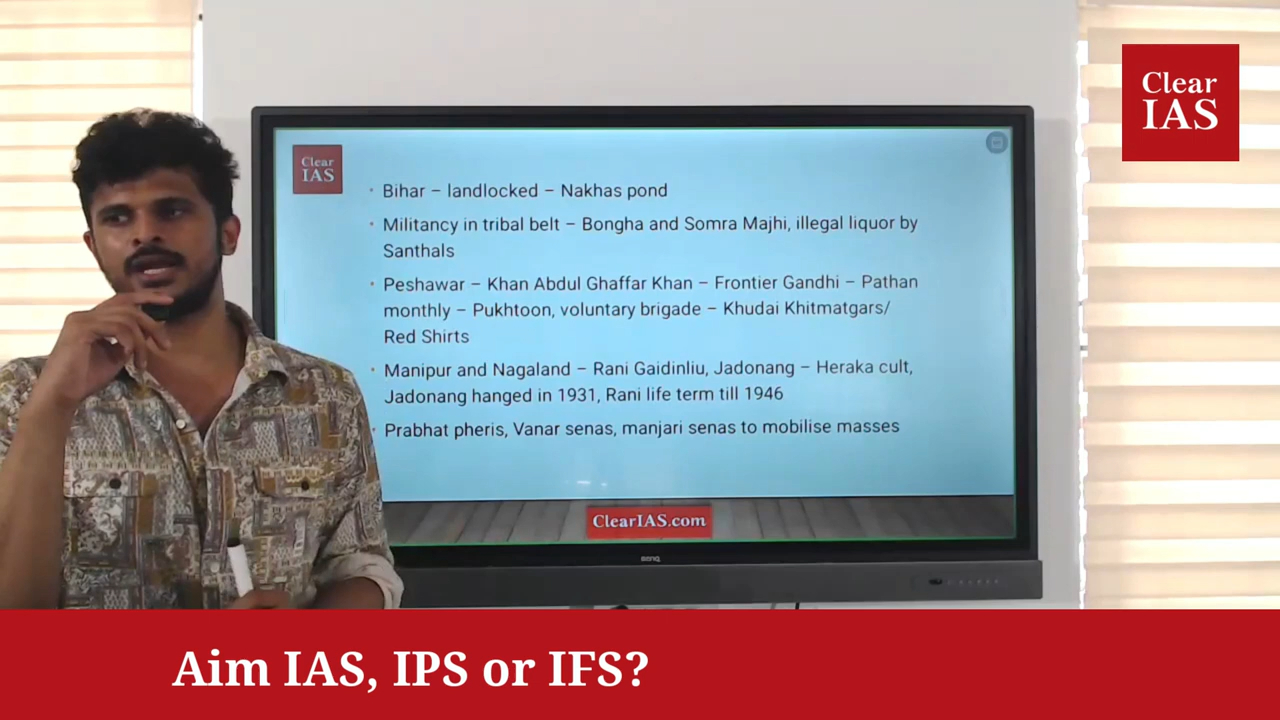 Clear
IAS
Clear
IAS
• Bihar – landlocked – Nakhas pond
• Militancy in tribal belt – Bongha and Somra Majhi, illegal liquor by
Santhals
• Peshawar – Khan Abdul Ghaffar Khan – Frontier Gandhi – Pathan
monthly – Pukhtoon, voluntary brigade – Khudai Khitmatgars/
Red Shirts
• Manipur and Nagaland – Rani Gaidinliu, Jadonang – Heraka cult,
Jadonang hanged in 1931, Rani life term till 1946
• Prabhat pheris, Vanar senas, manjari senas to mobilise masses
ClearIAS.com
BenQ
Aim IAS, IPS or IFS?